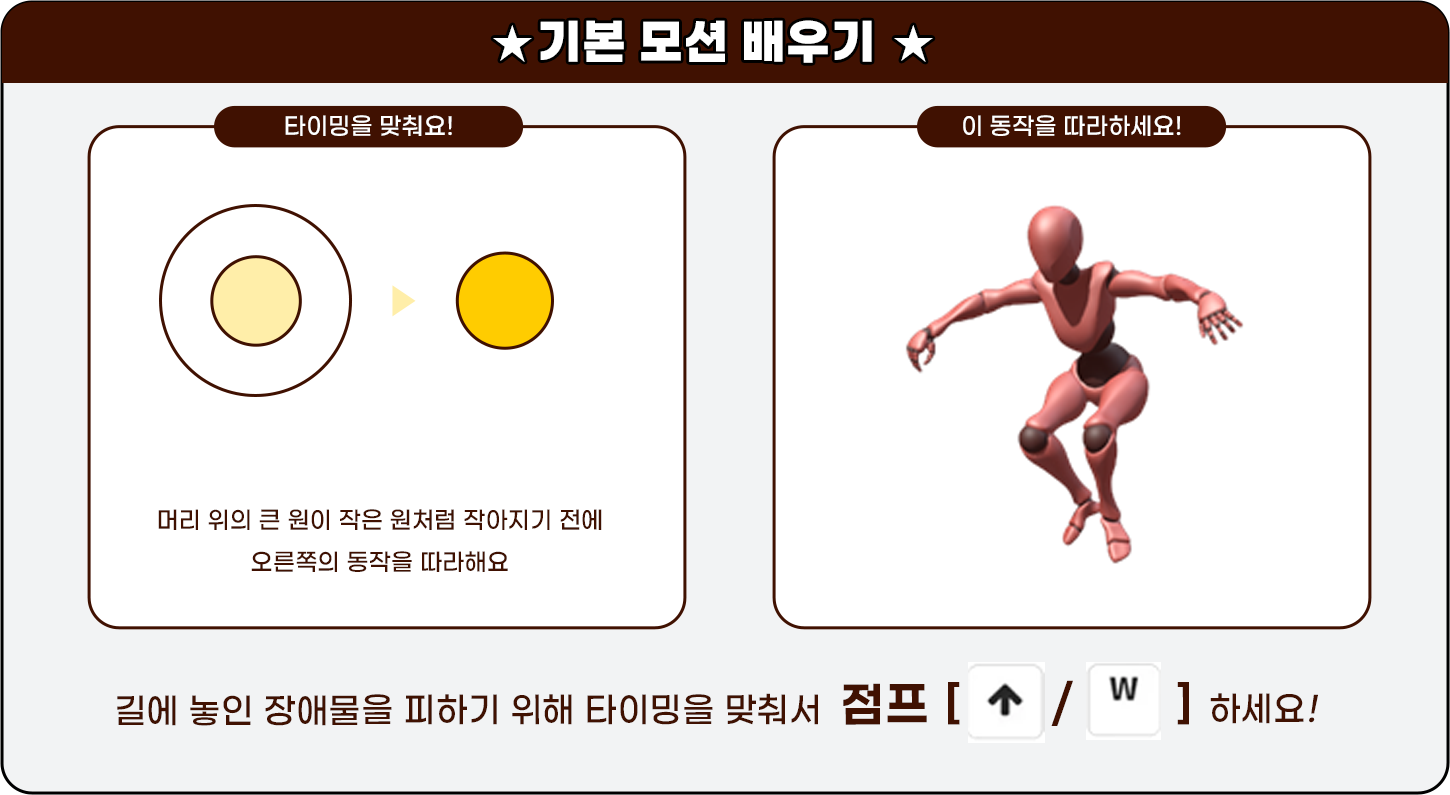 ★기본 모션 배우기 ★
타이밍을 맞춰요!
이 동작을 따라하세요!
머리 위의 큰 원이 작은 원처럼 작아지기 전에
오른쪽의 동작을 따라해요
길에 놓인 장애물을 피하기 위해 타이밍을 맞춰서 점프 [ ↑ / W ] 하세요!